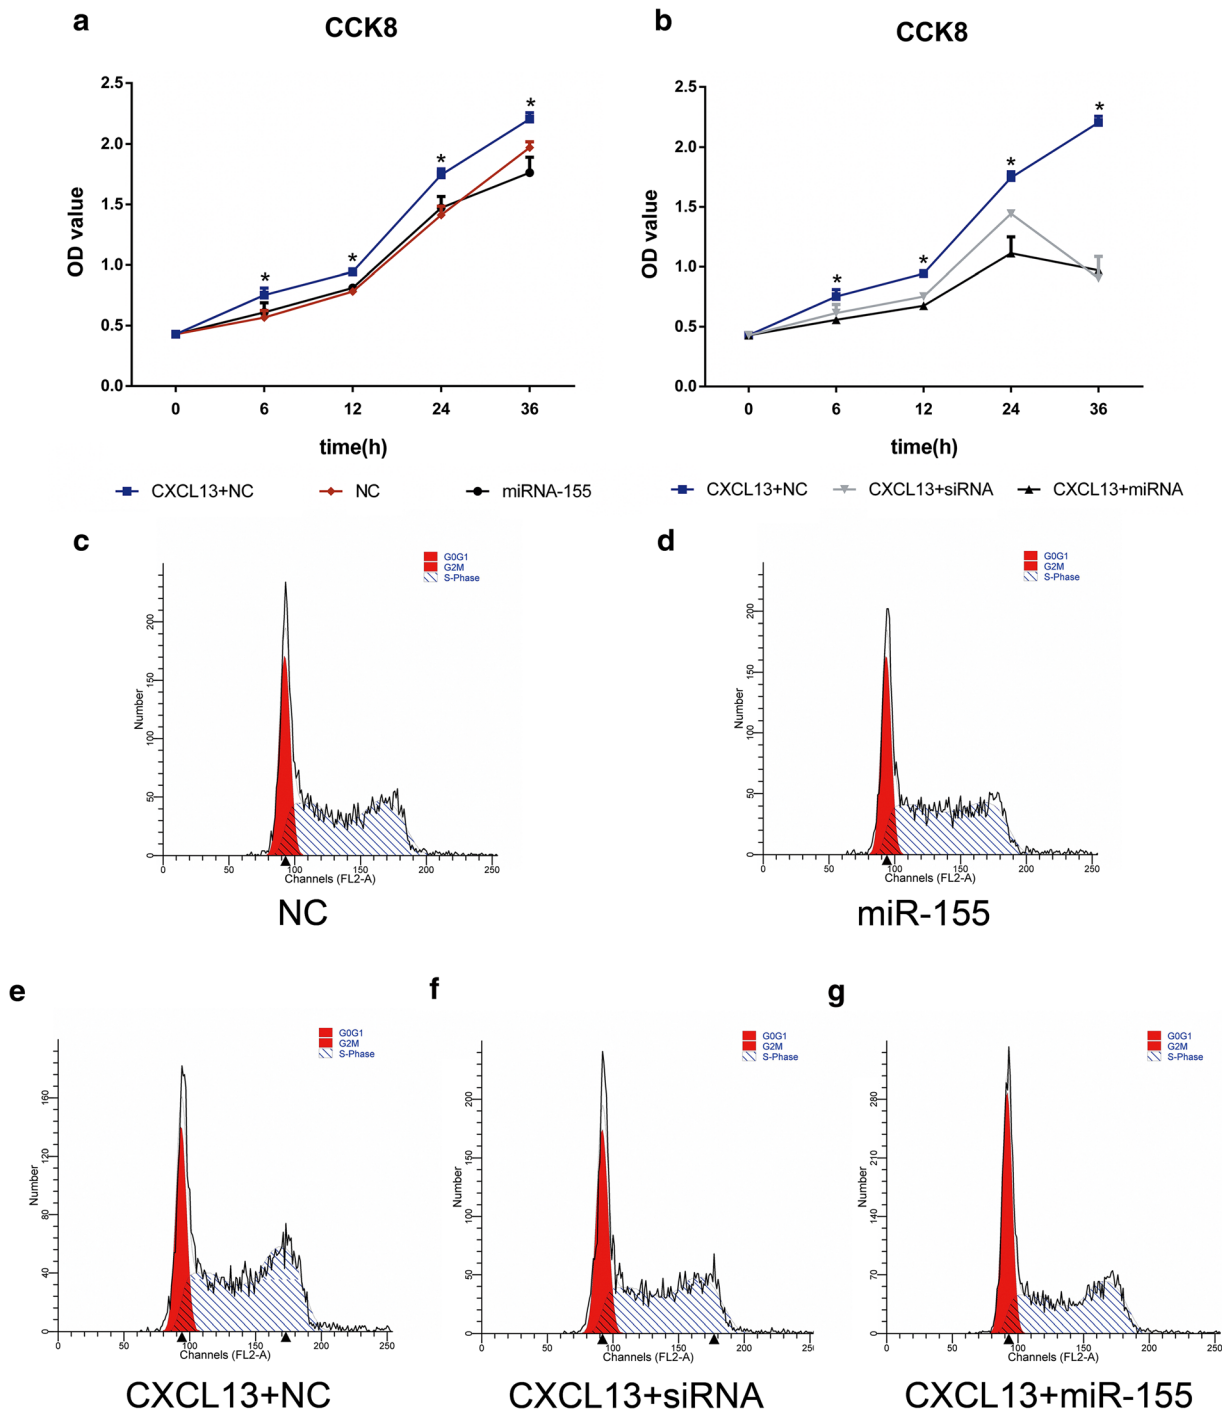 a
CCK8
2.5
2.0
1.5
1.0
0.5
0.0
OD value
* * * * *
0 6 12 24 36
time(h)
CXCL13+NC NC miRNA-155
b
CCK8
2.5
2.0
1.5
1.0
0.5
0.0
OD value
* * * * *
0 6 12 24 36
time(h)
CXCL13+NC CXCL13+siRNA CXCL13+miRNA
c
G0G1
G2M
S-Phase
Number
200
150
100
50
0
0 50 100 150 200 250
Channels (FL2-A)
NC
d
G0G1
G2M
S-Phase
Number
200
150
100
50
0
0 50 100 150 200 250
Channels (FL2-A)
miR-155
e
G0G1
G2M
S-Phase
Number
160
120
80
40
0
0 50 100 150 200 250
Channels (FL2-A)
CXCL13+NC
f
G0G1
G2M
S-Phase
Number
200
150
100
50
0
0 50 100 150 200 250
Channels (FL2-A)
CXCL13+siRNA
g
G0G1
G2M
S-Phase
Number
280
210
140
70
0
0 50 100 150 200 250
Channels (FL2-A)
CXCL13+miR-155